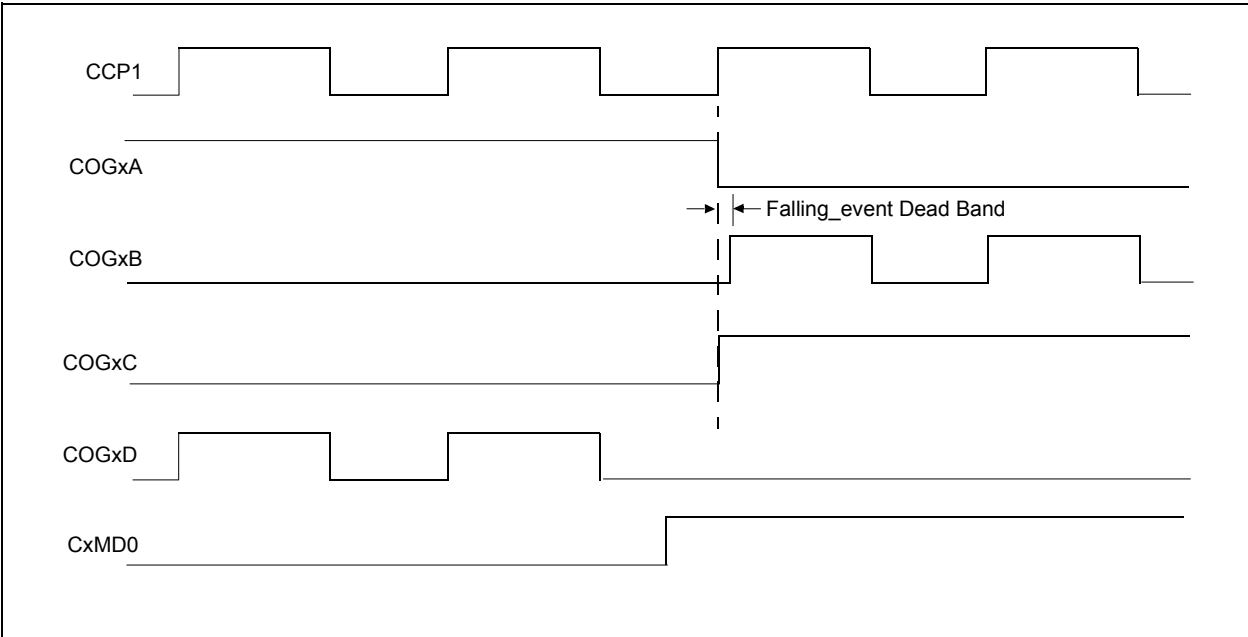 CCP1
COGxA
Falling_event Dead Band
COGxB
COGxC
COGxD
CxMD0